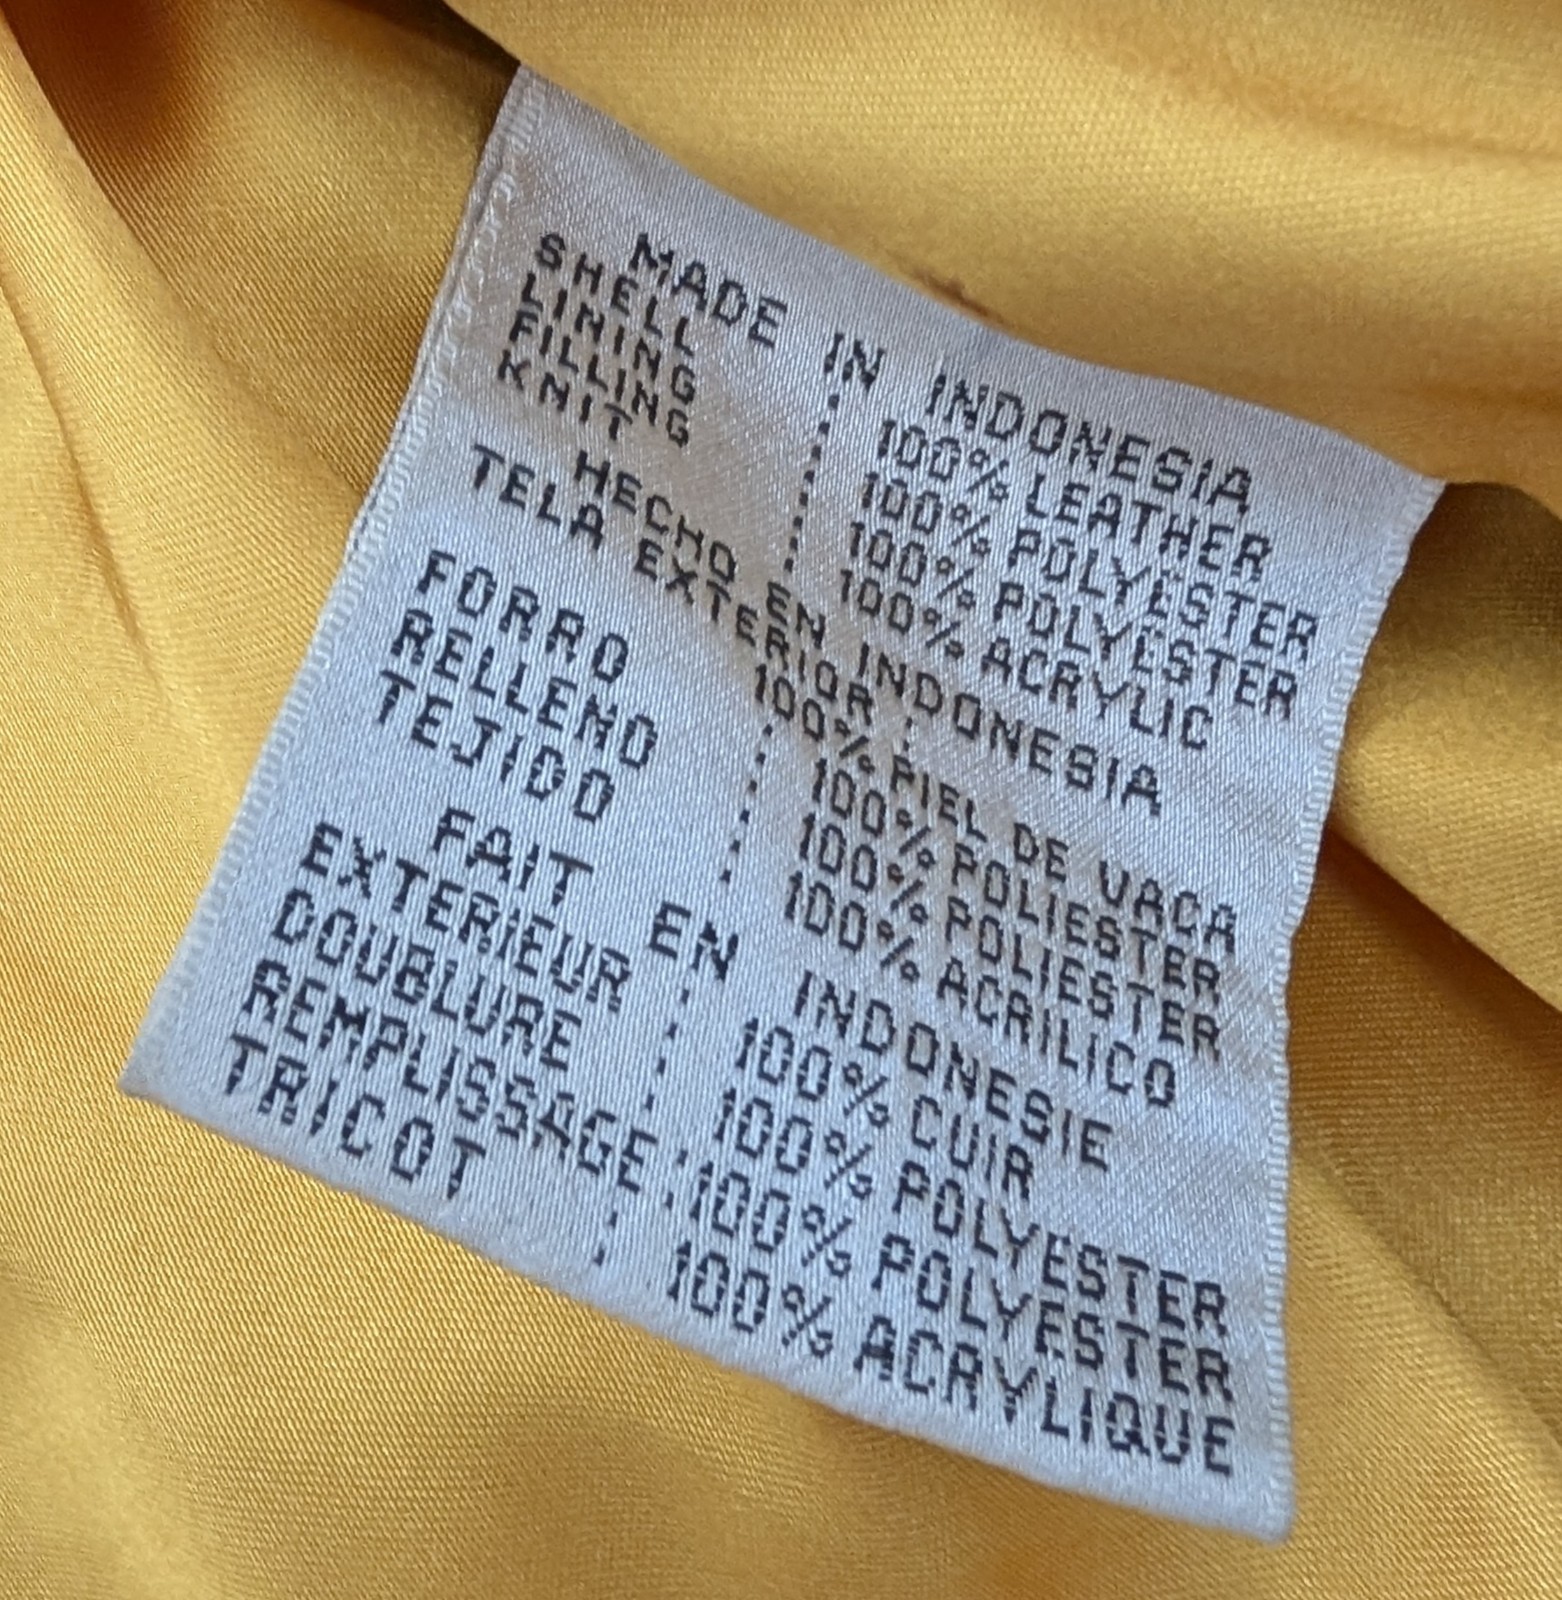 MADE IN INDONESIA
SHELL : 100% LEATHER
LINING : 100% POLYESTER
FILLING : 100% POLYESTER
KNIT : 100% ACRYLIC
HECHO EN INDONESIA
TELA EXTERIOR :
100% PIEL DE VACA
FORRO : 100% POLIESTER
RELLENO : 100% POLIESTER
TEJIDO : 100% ACRILICO
FAIT EN INDONESIE
EXTERIEUR : 100% CUIR
DOUBLURE : 100% POLYESTER
REMPLISSAGE : 100% POLYESTER
TRICOT : 100% ACRYLIQUE